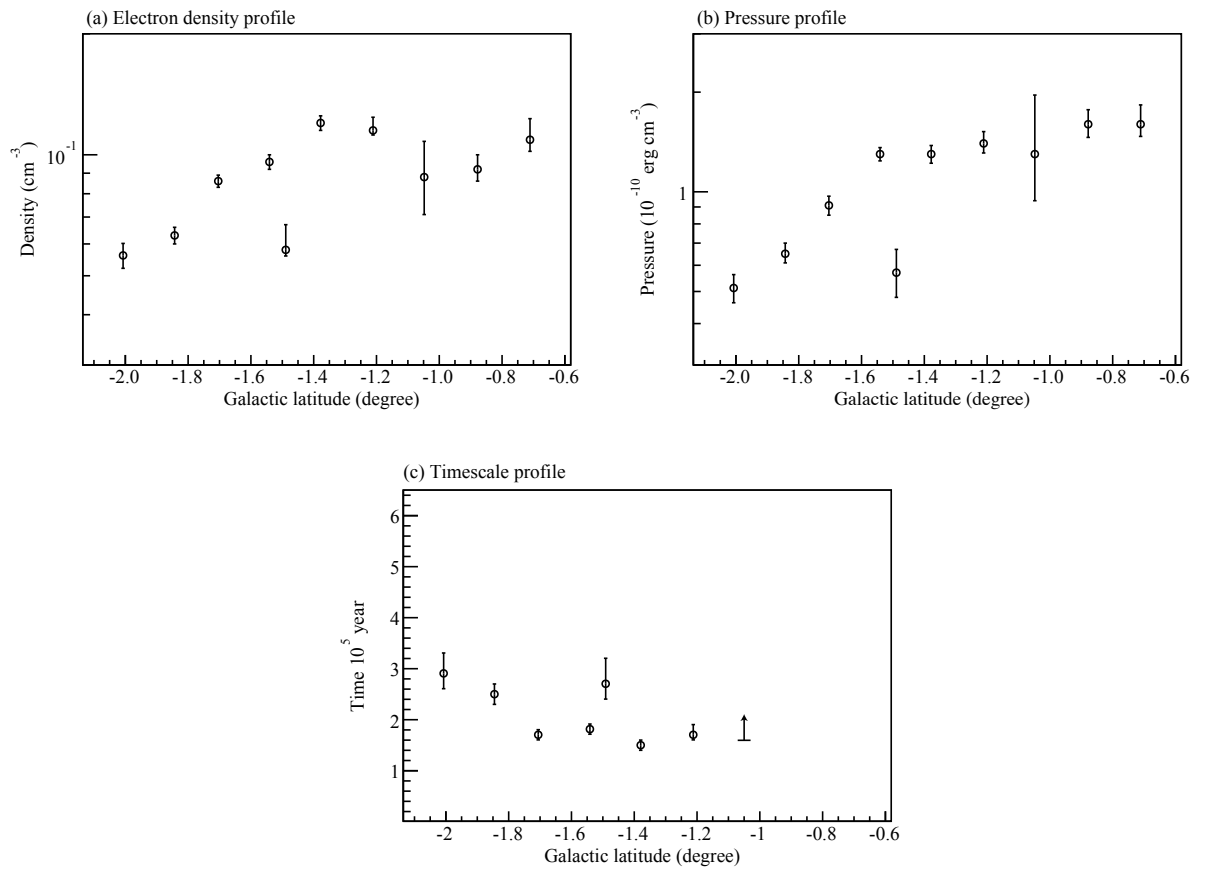 (a) Electron density profile
Density (cm⁻³)
10⁻¹
-2.0 -1.8 -1.6 -1.4 -1.2 -1.0 -0.8 -0.6
Galactic latitude (degree)
(b) Pressure profile
Pressure (10⁻¹⁰ erg cm⁻³)
1
-2.0 -1.8 -1.6 -1.4 -1.2 -1.0 -0.8 -0.6
Galactic latitude (degree)
(c) Timescale profile
Time 10⁵ year
6
5
4
3
2
1
-2 -1.8 -1.6 -1.4 -1.2 -1 -0.8 -0.6
Galactic latitude (degree)